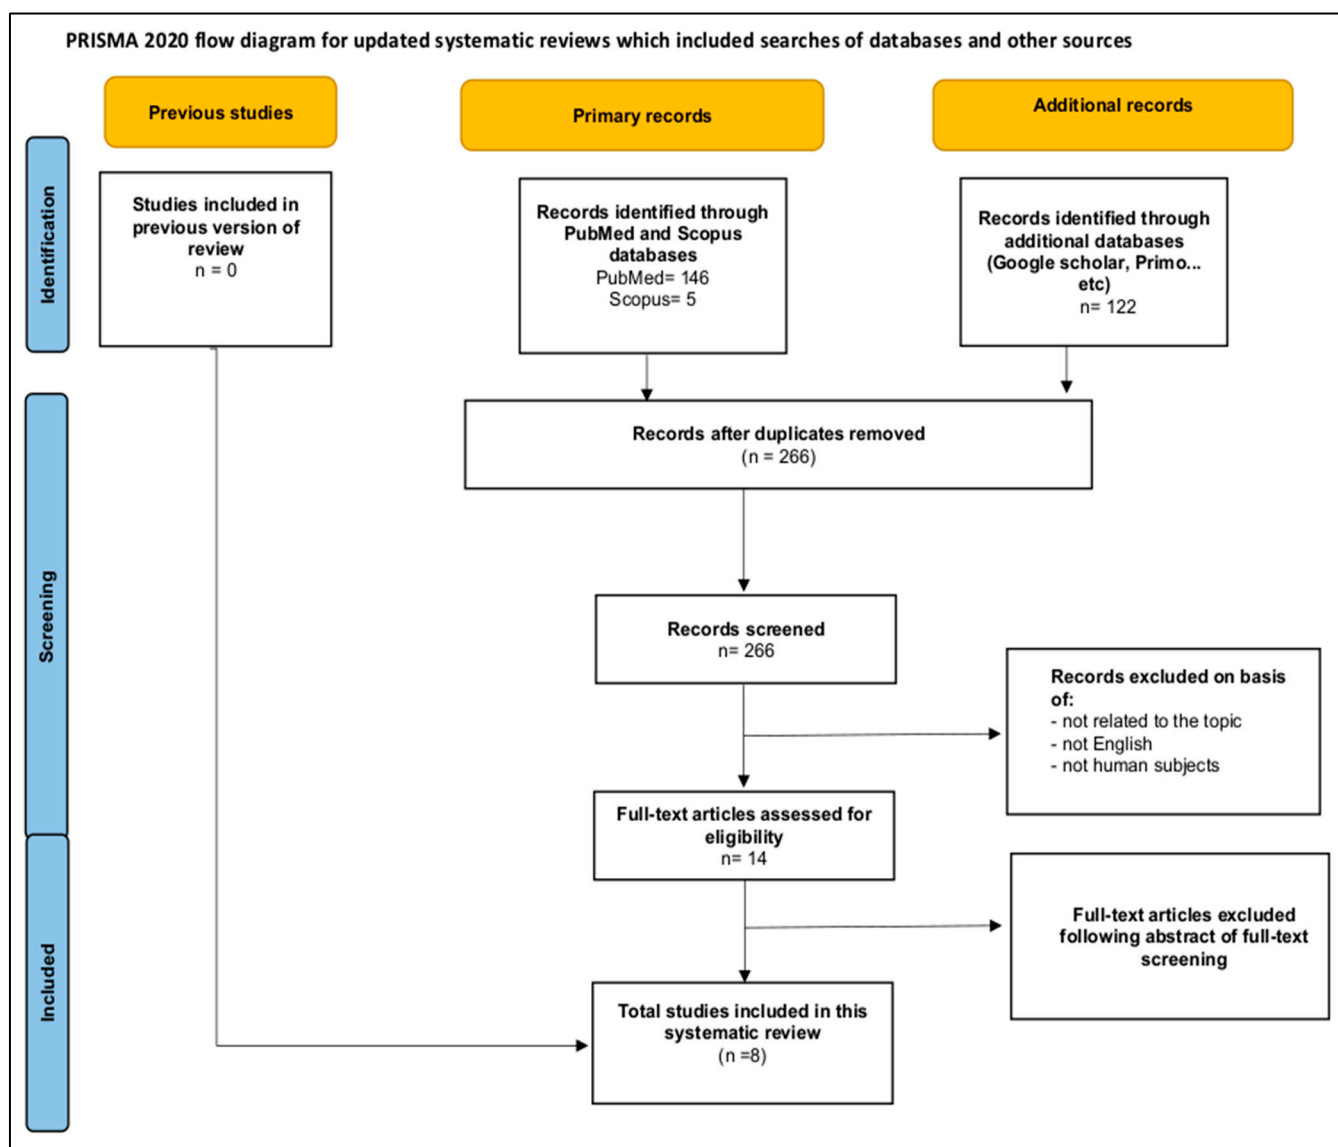 PRISMA 2020 flow diagram for updated systematic reviews which included searches of databases and other sources
Previous studies
Primary records
Additional records
Identification
Studies included in
previous version of
review
n = 0
Records identified through
PubMed and Scopus
databases
PubMed= 146
Scopus= 5
Records identified through
additional databases
(Google scholar, Primo...
etc)
n= 122
Screening
Records after duplicates removed
(n = 266)
Records screened
n= 266
Records excluded on basis
of:
- not related to the topic
- not English
- not human subjects
Full-text articles assessed for
eligibility
n= 14
Included
Full-text articles excluded
following abstract of full-text
screening
Total studies included in this
systematic review
(n =8)